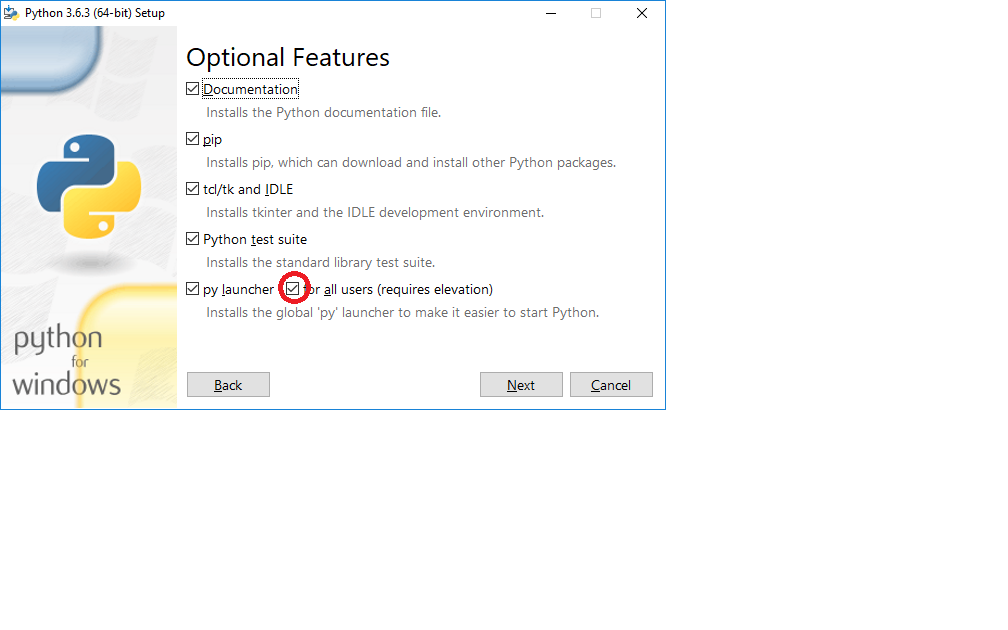 Python 3.6.3 (64-bit) Setup
Optional Features
Documentation
Installs the Python documentation file.
pip
Installs pip, which can download and install other Python packages.
tcl/tk and IDLE
Installs tkinter and the IDLE development environment.
Python test suite
Installs the standard library test suite.
py launcher for all users (requires elevation)
Installs the global 'py' launcher to make it easier to start Python.
python
for
windows
Back Next Cancel